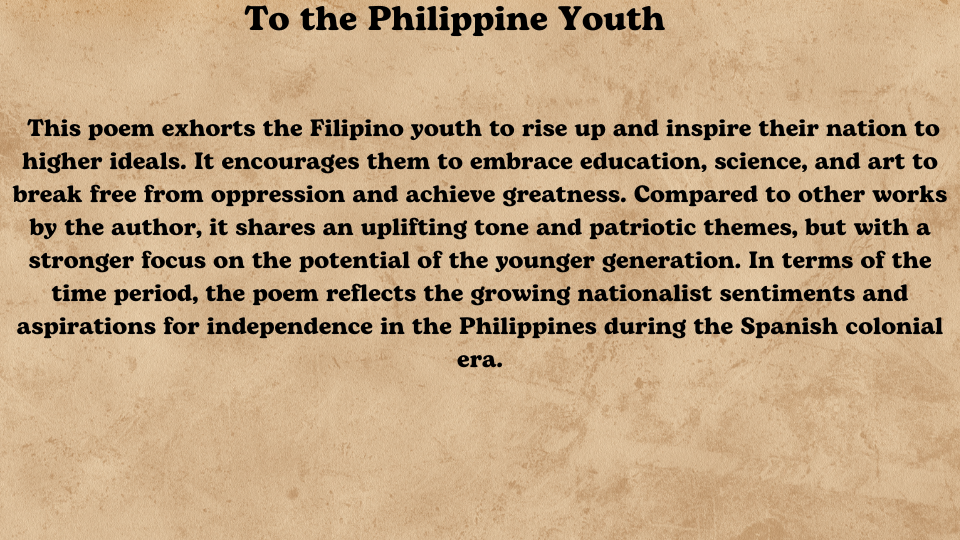 To the Philippine Youth
This poem exhorts the Filipino youth to rise up and inspire their nation to
higher ideals. It encourages them to embrace education, science, and art to
break free from oppression and achieve greatness. Compared to other works
by the author, it shares an uplifting tone and patriotic themes, but with a
stronger focus on the potential of the younger generation. In terms of the
time period, the poem reflects the growing nationalist sentiments and
aspirations for independence in the Philippines during the Spanish colonial
era.